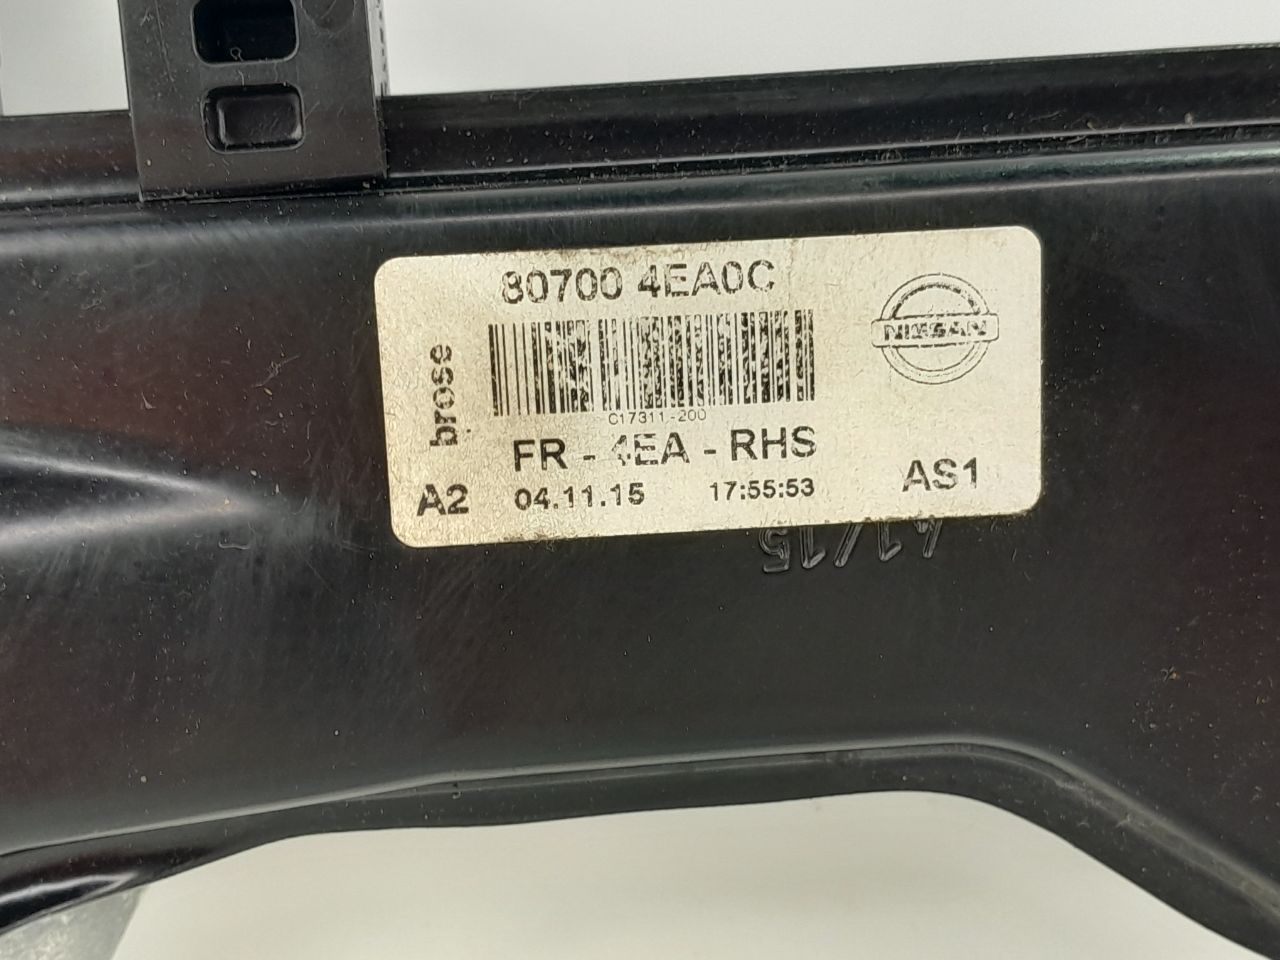 80700 4EA0C
NISSAN
brose
C17311-200
FR - 4EA - RHS
A2 04.11.15 17:55:53 AS1
41/15